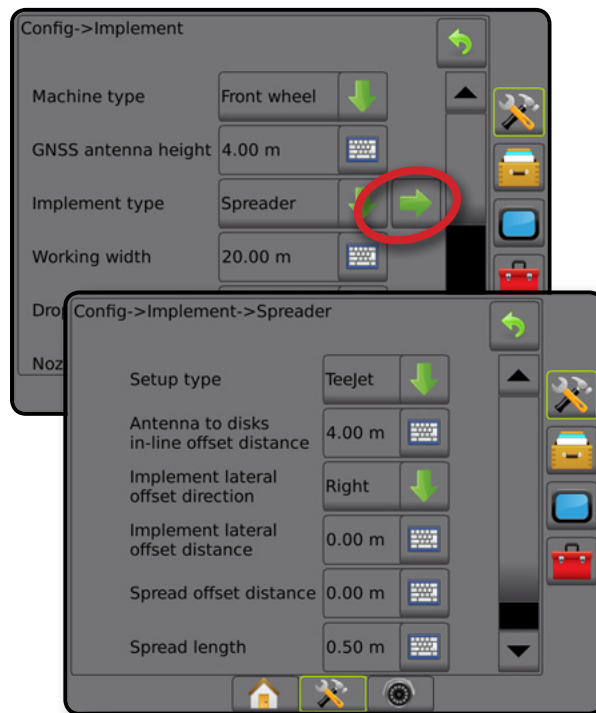 Config->Implement
Machine type Front wheel
GNSS antenna height 4.00 m
Implement type Spreader
Working width 20.00 m
Config->Implement->Spreader
Setup type TeeJet
Antenna to disks
in-line offset distance 4.00 m
Implement lateral
offset direction Right
Implement lateral
offset distance 0.00 m
Spread offset distance 0.00 m
Spread length 0.50 m